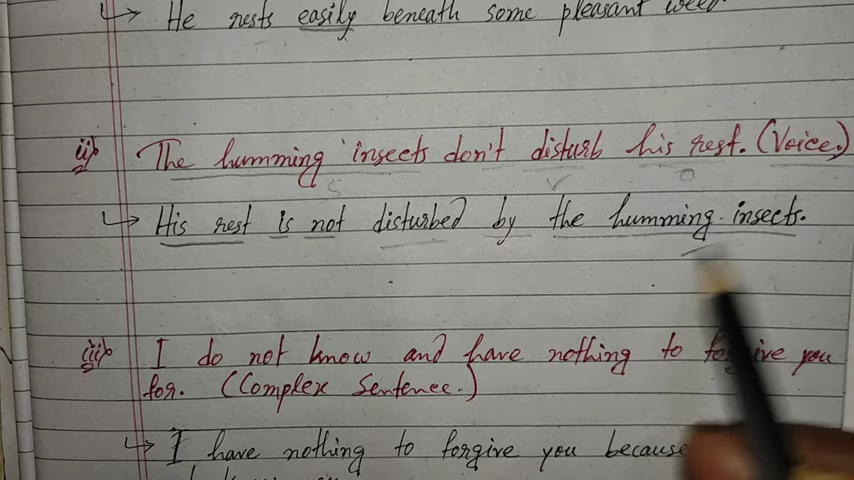 ↳ He rests easily beneath some pleasant weed.
ii) The humming insects don't disturb his rest. (Voice.)
S V O
↳ His rest is not disturbed by the humming insects.
iii) I do not know and have nothing to forgive you
for. (Complex Sentence.)
↳ I have nothing to forgive you because